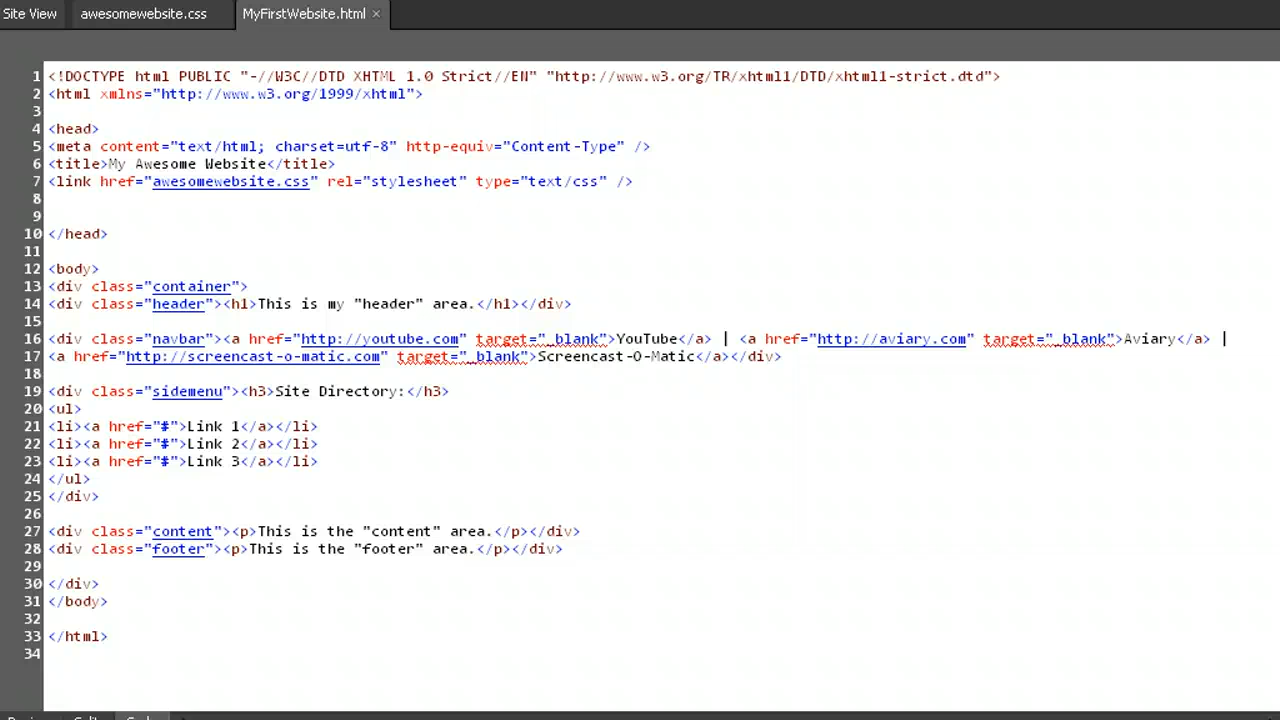 Site View awesomewebsite.css MyFirstWebsite.html ×
1 <!DOCTYPE html PUBLIC "-//W3C//DTD XHTML 1.0 Strict//EN" "http://www.w3.org/TR/xhtml1/DTD/xhtml1-strict.dtd">
2 <html xmlns="http://www.w3.org/1999/xhtml">
3
4 <head>
5 <meta content="text/html; charset=utf-8" http-equiv="Content-Type" />
6 <title>My Awesome Website</title>
7 <link href="awesomewebsite.css" rel="stylesheet" type="text/css" />
8
9
10 </head>
11
12 <body>
13 <div class="container">
14 <div class="header"><h1>This is my "header" area.</h1></div>
15
16 <div class="navbar"><a href="http://youtube.com" target="_blank">YouTube</a> | <a href="http://aviary.com" target="_blank">Aviary</a> |
17 <a href="http://screencast-o-matic.com" target="_blank">Screencast-O-Matic</a></div>
18
19 <div class="sidemenu"><h3>Site Directory:</h3>
20 <ul>
21 <li><a href="#">Link 1</a></li>
22 <li><a href="#">Link 2</a></li>
23 <li><a href="#">Link 3</a></li>
24 </ul>
25 </div>
26
27 <div class="content"><p>This is the "content" area.</p></div>
28 <div class="footer"><p>This is the "footer" area.</p></div>
29
30 </div>
31 </body>
32
33 </html>
34